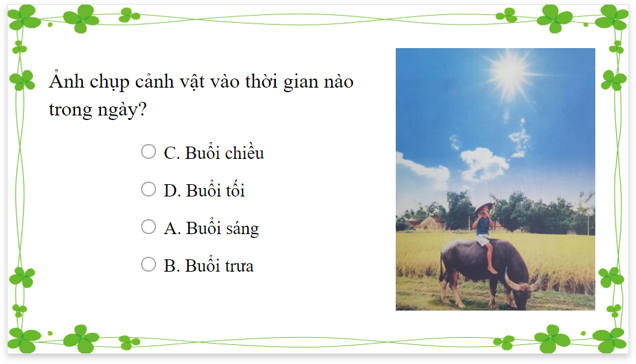 Ảnh chụp cảnh vật vào thời gian nào
trong ngày?
C. Buổi chiều
D. Buổi tối
A. Buổi sáng
B. Buổi trưa